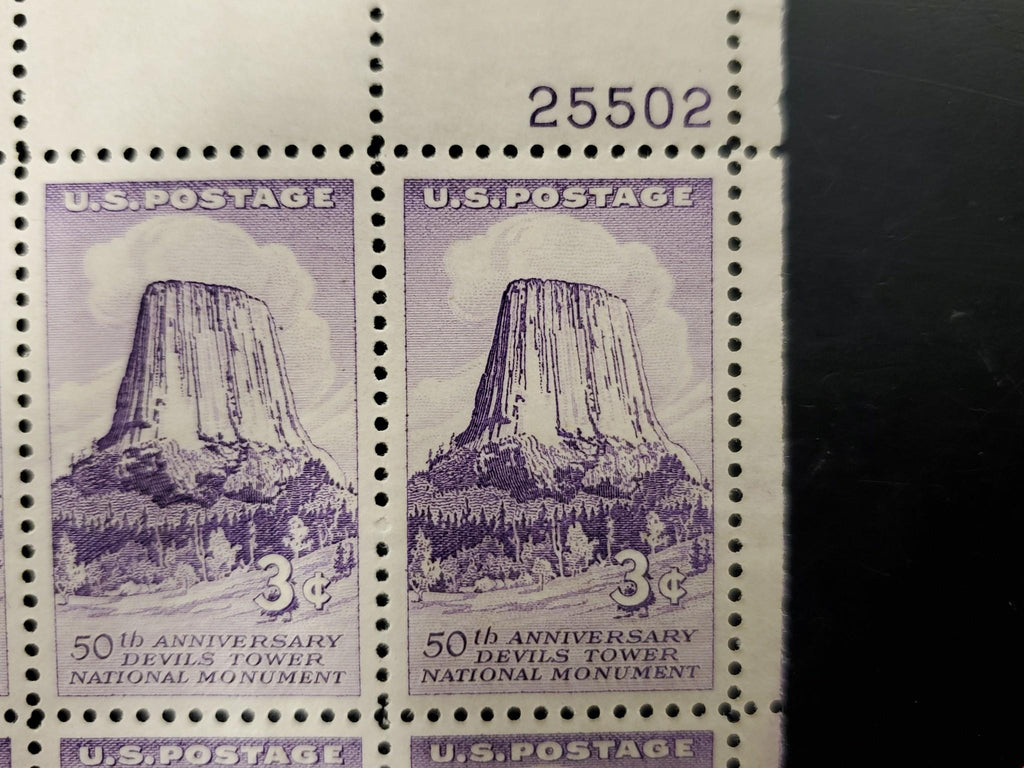 25502
U.S. POSTAGE
3¢
50th ANNIVERSARY
DEVILS TOWER
NATIONAL MONUMENT
U.S. POSTAGE
3¢
50th ANNIVERSARY
DEVILS TOWER
NATIONAL MONUMENT
U.S. POSTAGE
U.S. POSTAGE